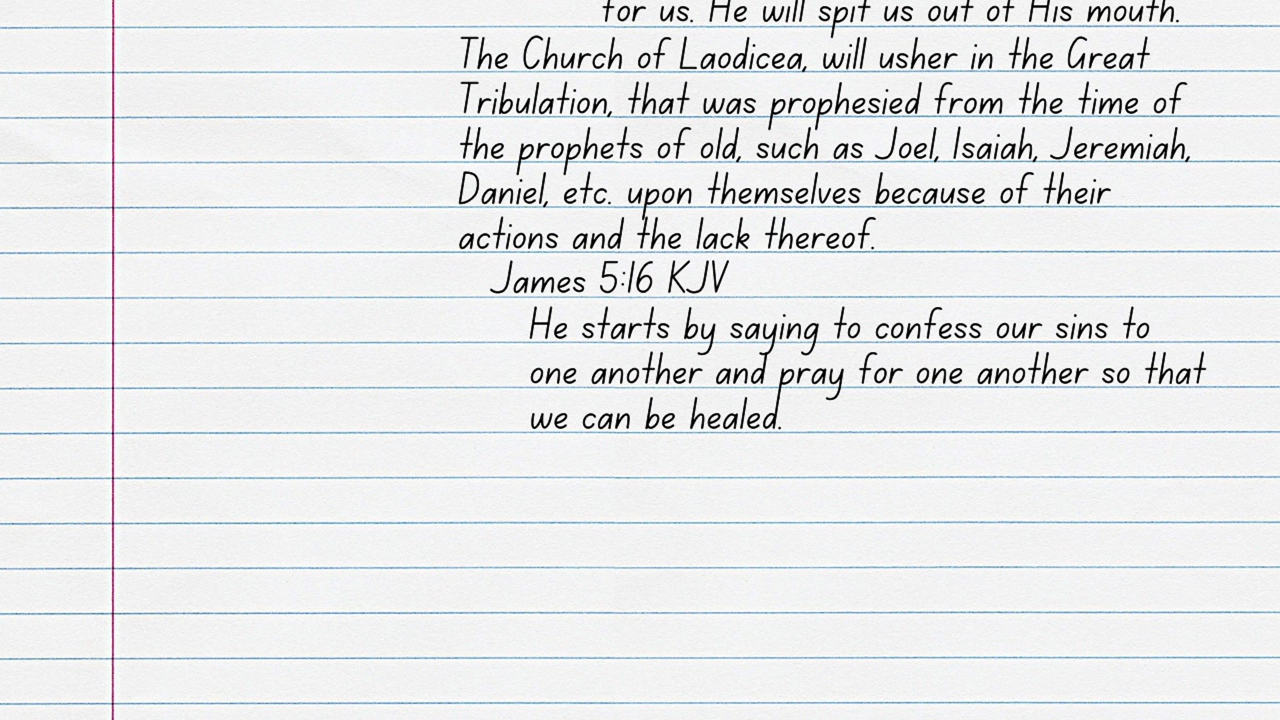 for us. He will spit us out of His mouth.
The Church of Laodicea, will usher in the Great
Tribulation, that was prophesied from the time of
the prophets of old, such as Joel, Isaiah, Jeremiah,
Daniel, etc. upon themselves because of their
actions and the lack thereof.
James 5:16 KJV
He starts by saying to confess our sins to
one another and pray for one another so that
we can be healed.